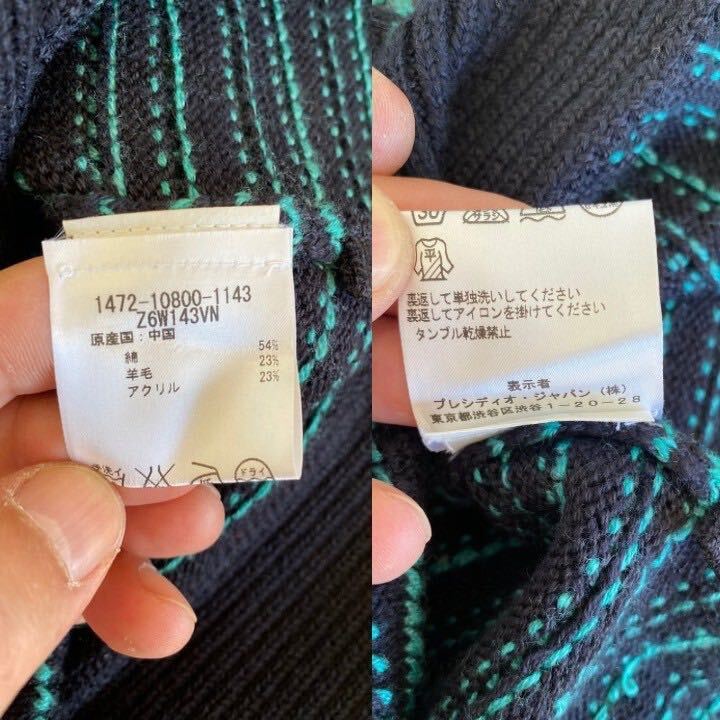 1472-10800-1143
Z6W143VN
原産国：中国
綿 54%
羊毛 23%
アクリル 23%
ドライ
30
平
裏返して単独洗いしてください
裏返してアイロンを掛けてください
タンブル乾燥禁止
表示者
プレシディオ・ジャパン（株）
東京都渋谷区渋谷1-20-28